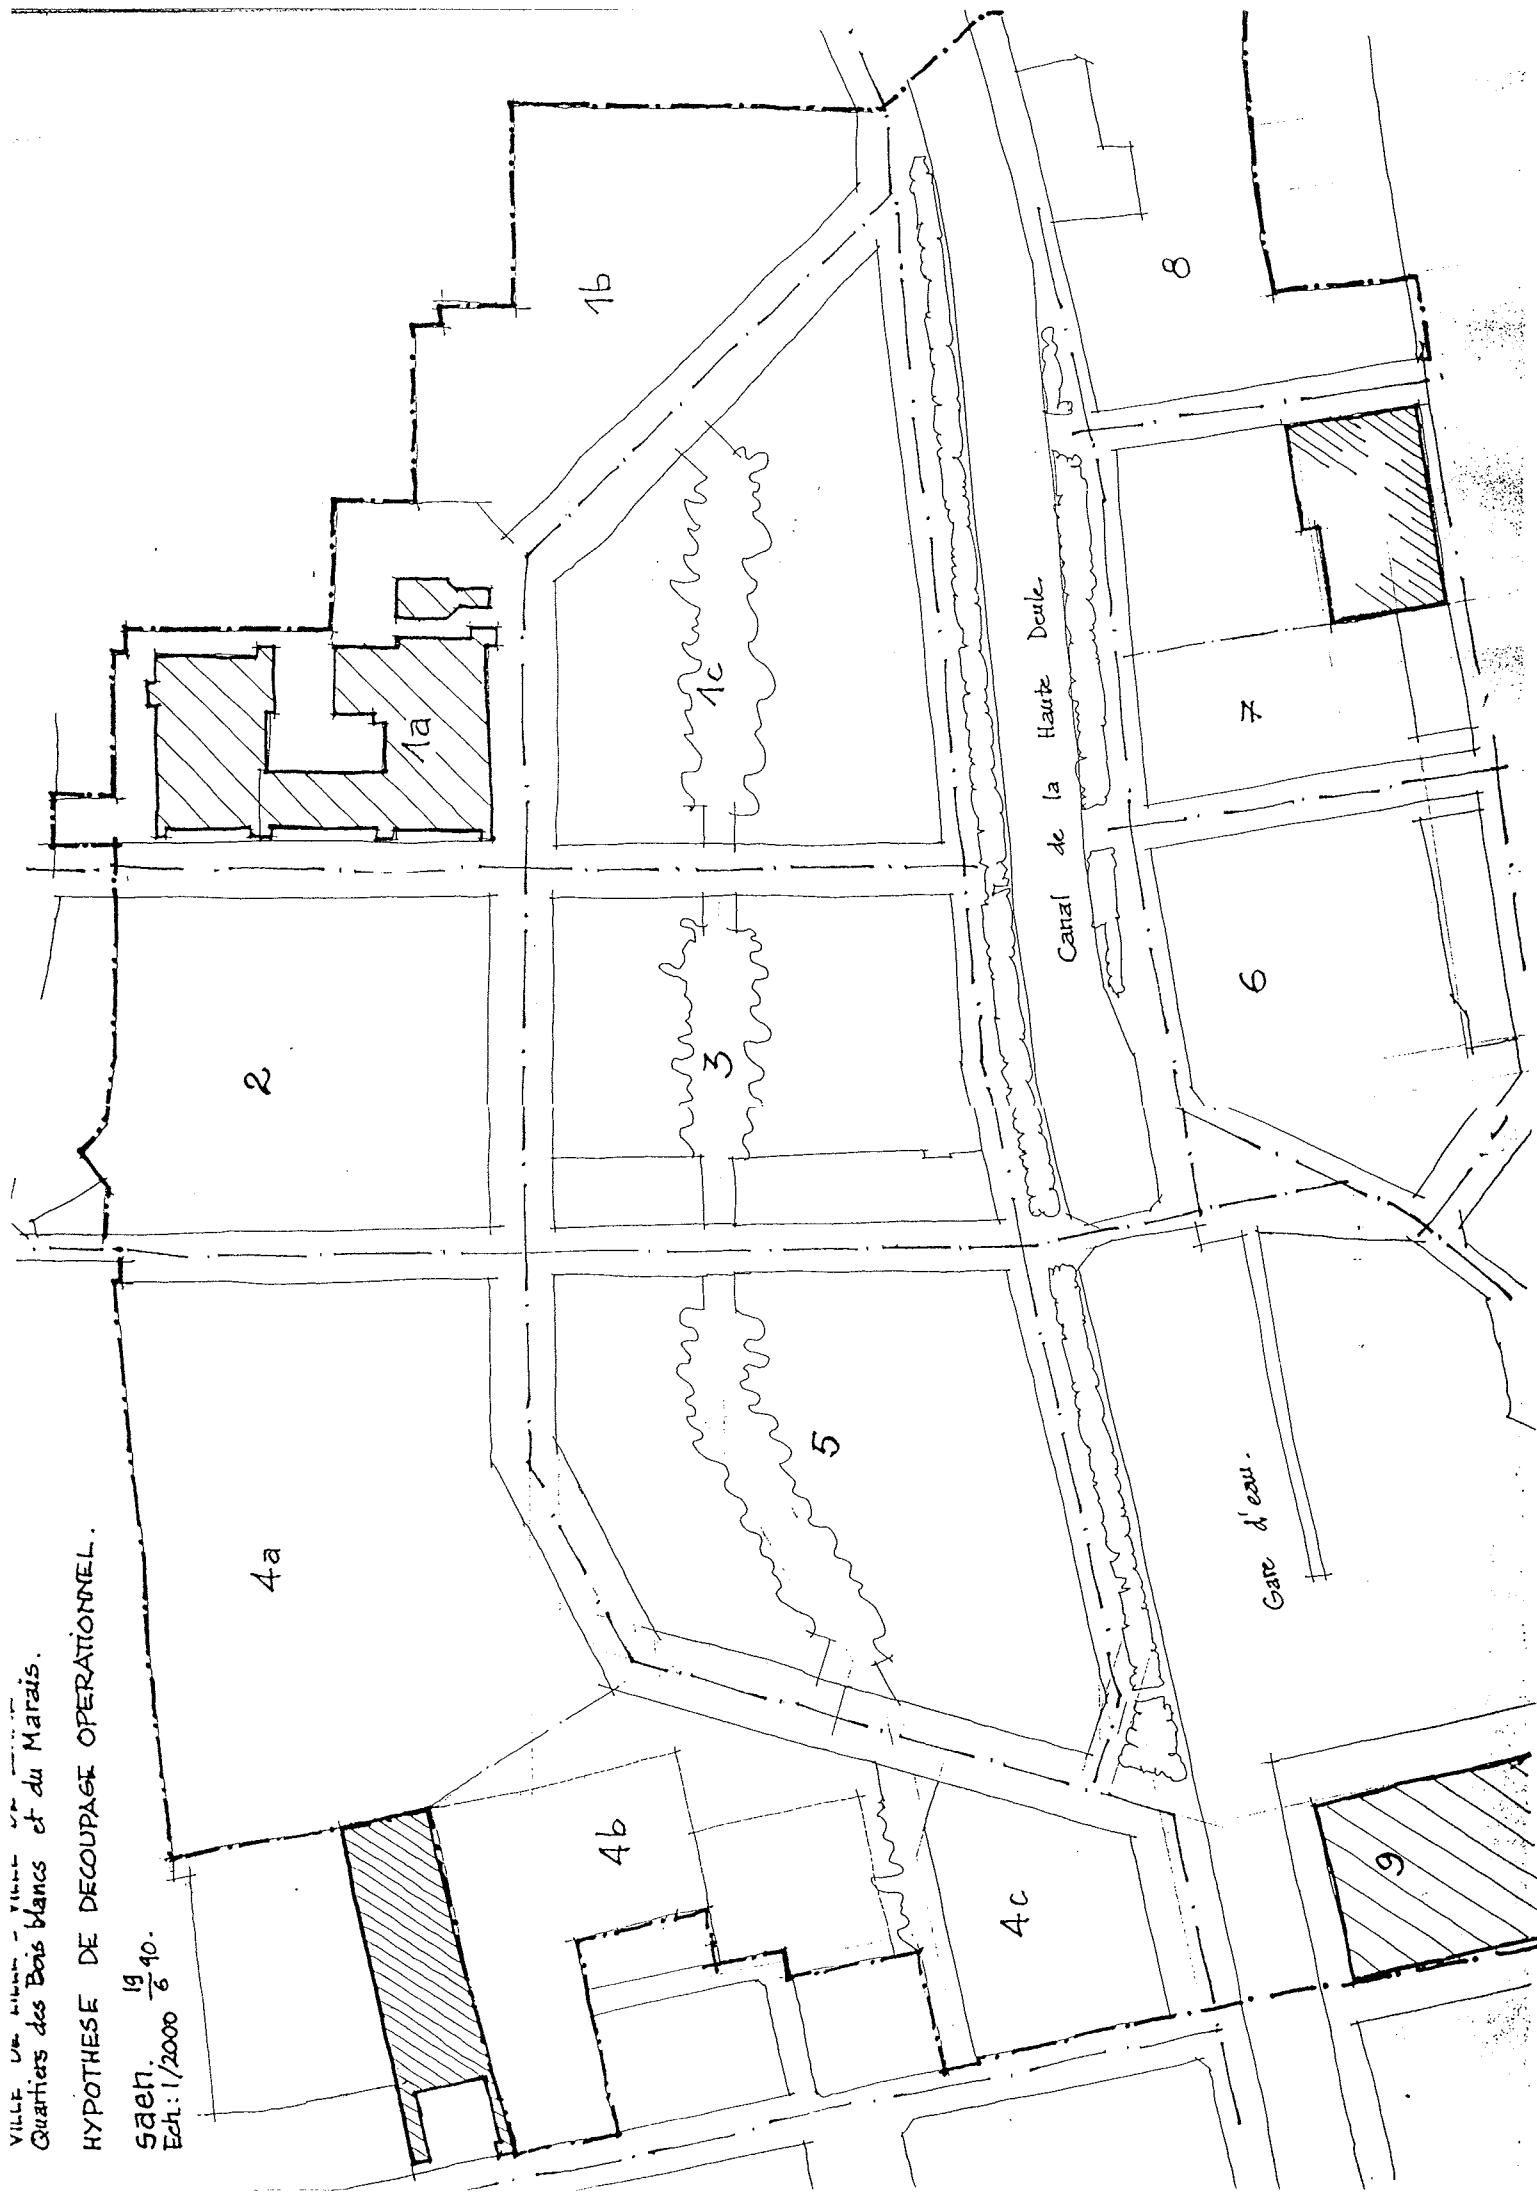 VILLE
Quartiers des Bois blancs et du Marais.
HYPOTHESE DE DECOUPAGE OPERATIONNEL.
saen.
Ech: 1/2000 19/6 90.
1a
1b
1c
2
3
4a
4b
4c
5
Canal de la Haute Deule
Gare d'eau.
6
7
8
9